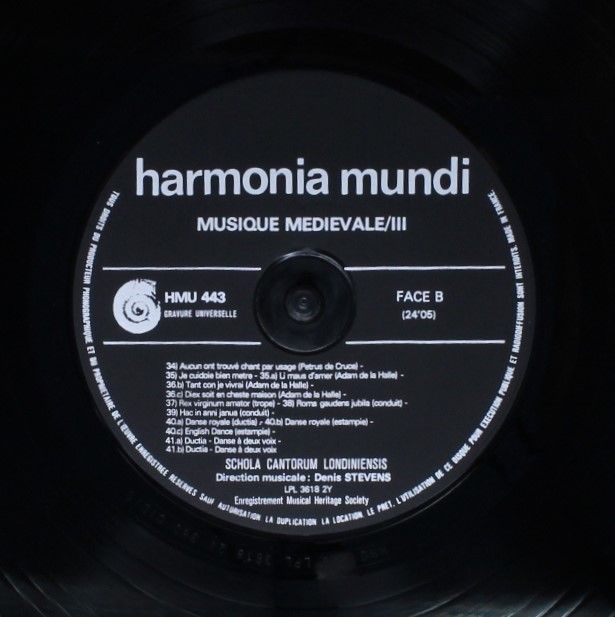 harmonia mundi
MUSIQUE MEDIEVALE/III
HMU 443
GRAVURE UNIVERSELLE
FACE B
(24'05)
34) Aucun ont trouvé chant par usage (Petrus de Cruce) -
35) Je cuidoie bien metre - 35.a) Li maus d'amer (Adam de la Halle) -
36.b) Tant con je vivrai (Adam de la Halle) -
36.c) Diex soit en cheste maison (Adam de la Halle) -
37) Rex virginum amator (trope) - 38) Roma gaudens jubila (conduit) -
39) Hac in anni janua (conduit) -
40.a) Danse royale (ductia) - 40.b) Danse royale (estampie) -
40.c) English Dance (estampie) -
41.a) Ductia - Danse à deux voix -
41.b) Ductia - Danse à deux voix
SCHOLA CANTORUM LONDINIENSIS
Direction musicale : Denis STEVENS
LPL 3618 2Y
Enregistrement Musical Heritage Society
TOUS DROITS DU PRODUCTEUR PHONOGRAPHIQUE ET DU PROPRIETAIRE DE L'ŒUVRE ENREGISTREE RESERVES SAUF AUTORISATION LA DUPLICATION LA LOCATION, LE PRET, L'UTILISATION DE CE DISQUE POUR EXECUTION PUBLIQUE ET RADIODIFFUSION SONT INTERDITS. MADE IN FRANCE.